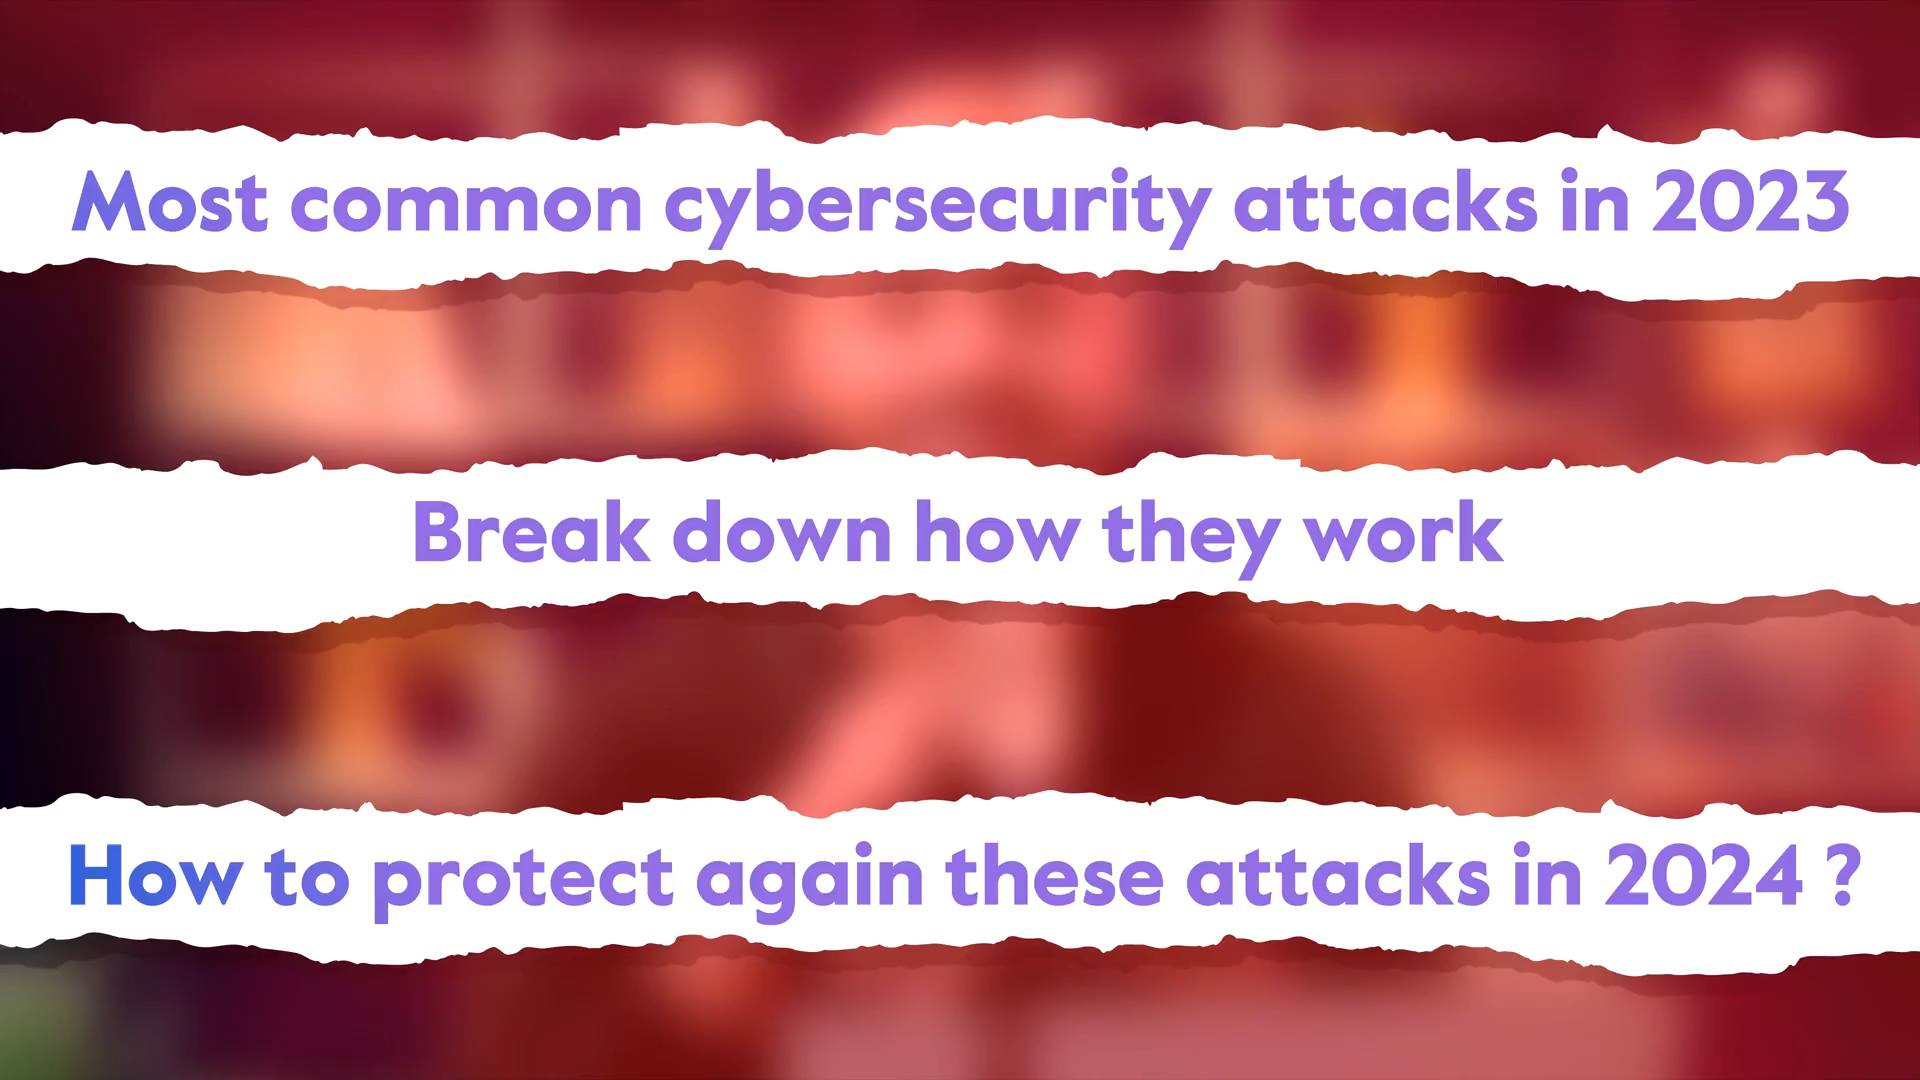 Most common cybersecurity attacks in 2023
Break down how they work
How to protect again these attacks in 2024 ?